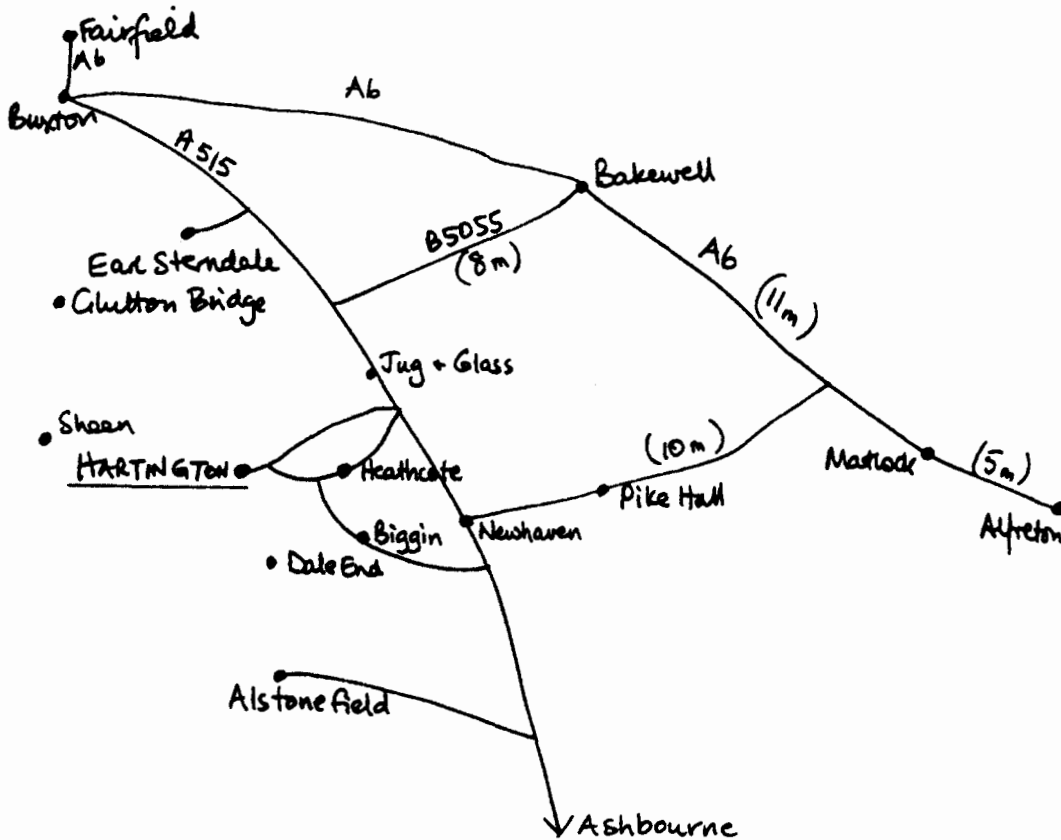 Fairfield
A6
Buxton
A6
A515
Bakewell
B5055
(8m)
A6
(11m)
Earl Sterndale
Glutton Bridge
Jug + Glass
Sheen
HARTINGTON
Heathcote
(10m)
Matlock
(5m)
Pike Hall
Alfreton
Newhaven
Biggin
Dale End
Alstonefield
Ashbourne